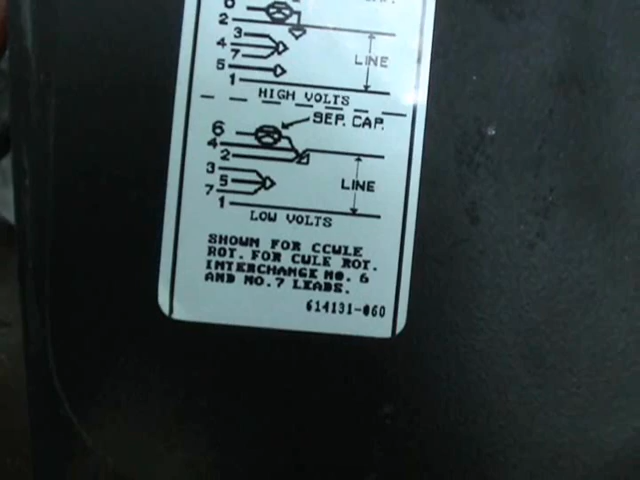 6
2
3
4
7
LINE
5
1
HIGH VOLTS
SEP. CAP.
6
4
2
3
5
LINE
7
1
LOW VOLTS
SHOWN FOR CCWLE
ROT. FOR CWLE ROT.
INTERCHANGE NO. 6
AND NO. 7 LEADS.
614131-060